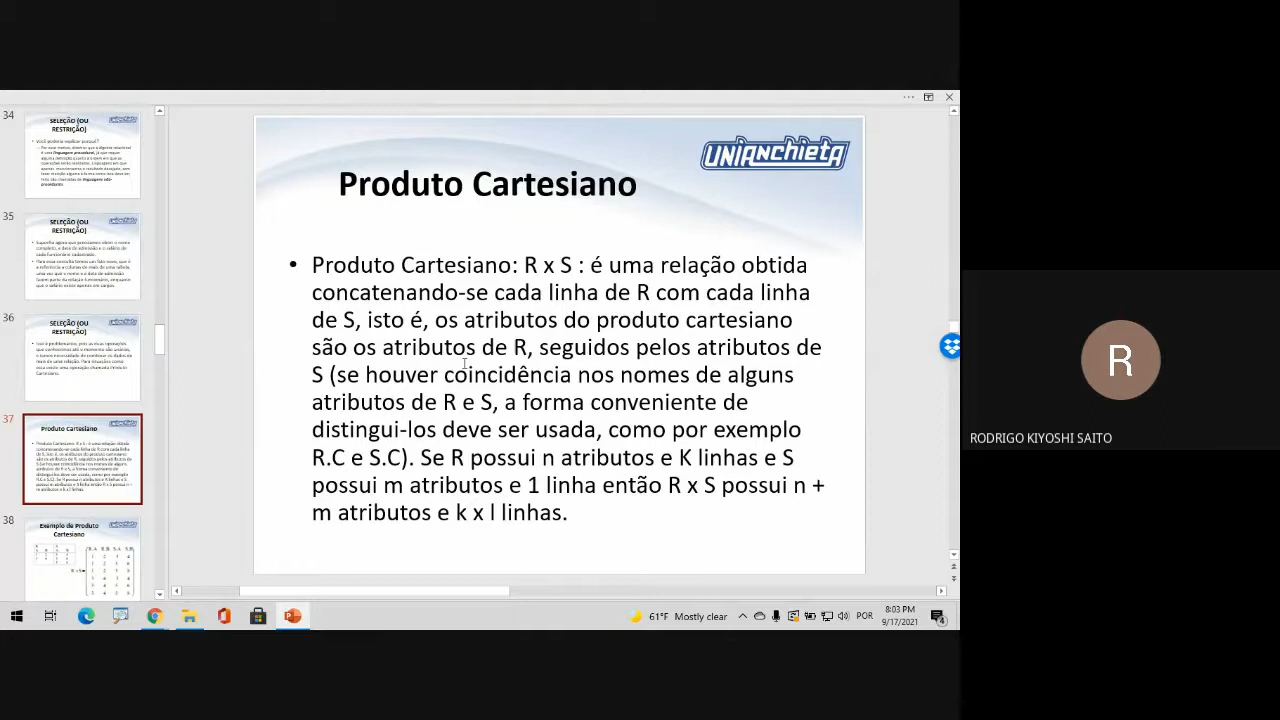 34
SELEÇÃO (OU
RESTRIÇÃO)
35
SELEÇÃO (OU
RESTRIÇÃO)
36
SELEÇÃO (OU
RESTRIÇÃO)
37
Produto Cartesiano
38
Exemplo de Produto
Cartesiano
UNIANCHIETA
Produto Cartesiano
• Produto Cartesiano: R x S : é uma relação obtida
concatenando-se cada linha de R com cada linha
de S, isto é, os atributos do produto cartesiano
são os atributos de R, seguidos pelos atributos de
S (se houver coincidência nos nomes de alguns
atributos de R e S, a forma conveniente de
distingui-los deve ser usada, como por exemplo
R.C e S.C). Se R possui n atributos e K linhas e S
possui m atributos e 1 linha então R x S possui n +
m atributos e k x l linhas.
61°F Mostly clear
POR
8:03 PM
9/17/2021
4
R
RODRIGO KIYOSHI SAITO